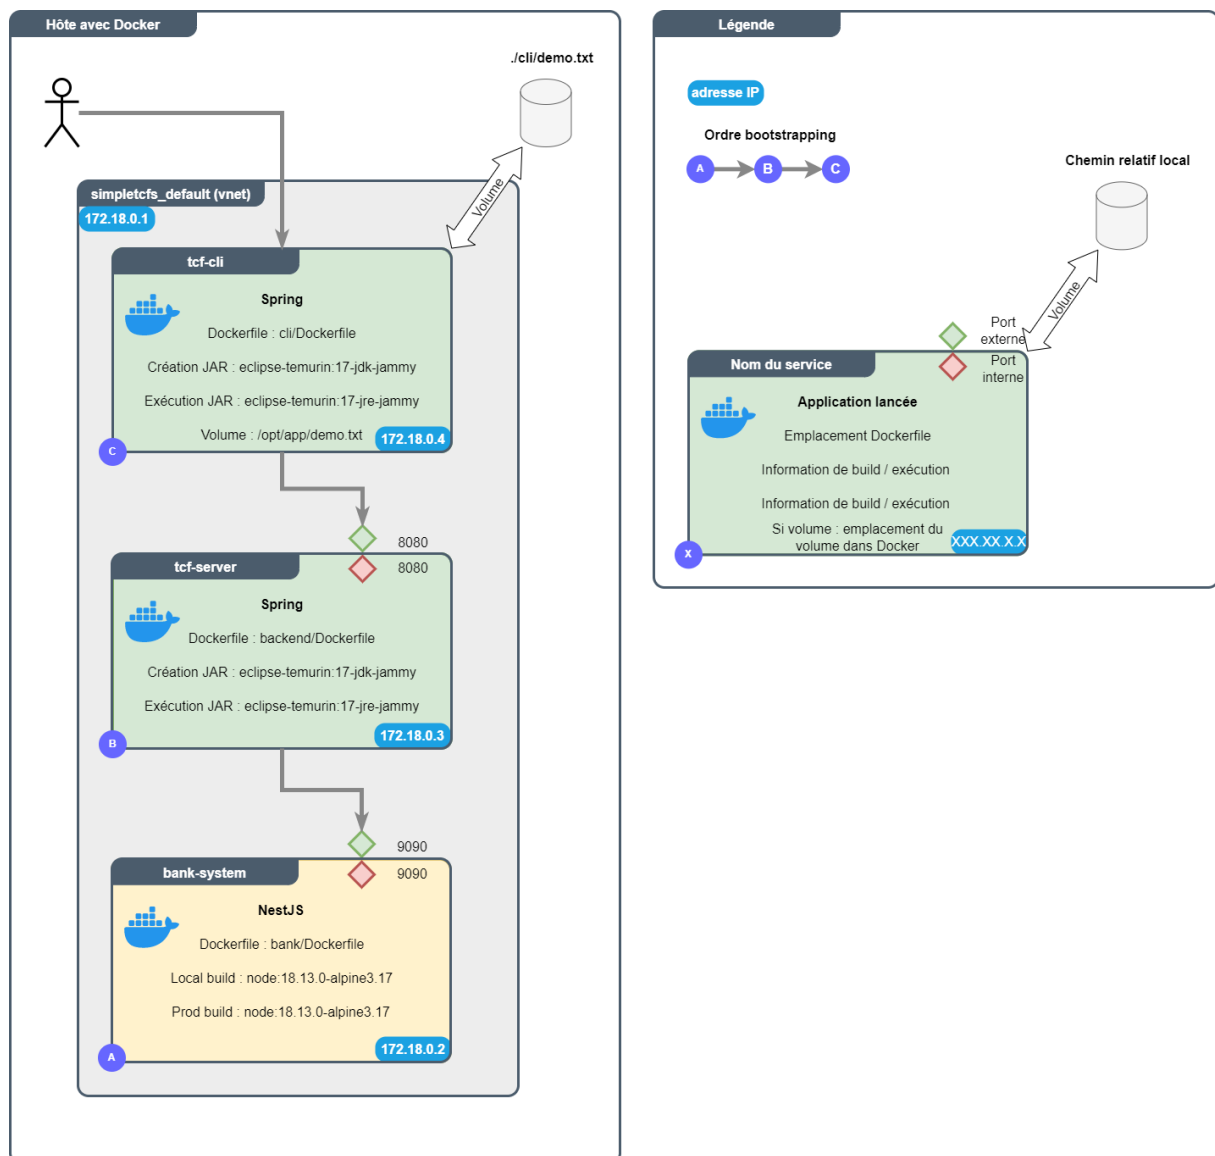 Hôte avec Docker
./cli/demo.txt
Volume
simpletcfs_default (vnet)
172.18.0.1
tcf-cli
Spring
Dockerfile : cli/Dockerfile
Création JAR : eclipse-temurin:17-jdk-jammy
Exécution JAR : eclipse-temurin:17-jre-jammy
Volume : /opt/app/demo.txt
172.18.0.4
C
8080
8080
tcf-server
Spring
Dockerfile : backend/Dockerfile
Création JAR : eclipse-temurin:17-jdk-jammy
Exécution JAR : eclipse-temurin:17-jre-jammy
172.18.0.3
B
9090
9090
bank-system
NestJS
Dockerfile : bank/Dockerfile
Local build : node:18.13.0-alpine3.17
Prod build : node:18.13.0-alpine3.17
172.18.0.2
A
Légende
adresse IP
Ordre bootstrapping
A
B
C
Chemin relatif local
Volume
Port
externe
Port
interne
Nom du service
Application lancée
Emplacement Dockerfile
Information de build / exécution
Information de build / exécution
Si volume : emplacement du
volume dans Docker
XXX.XX.X.X
X